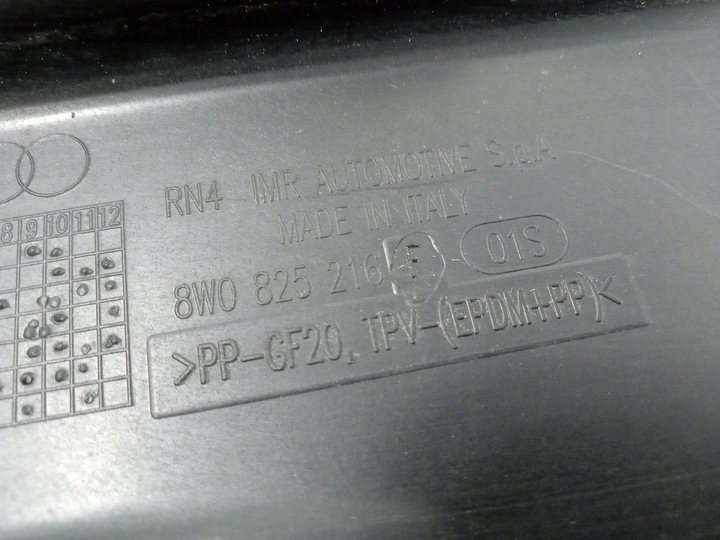 RN4 IMR AUTOMOTIVE S.p.A
MADE IN ITALY
8W0 825 216 F 01S
>PP-GF20, TPV-(EPDM+PP)<
8 9 10 11 12